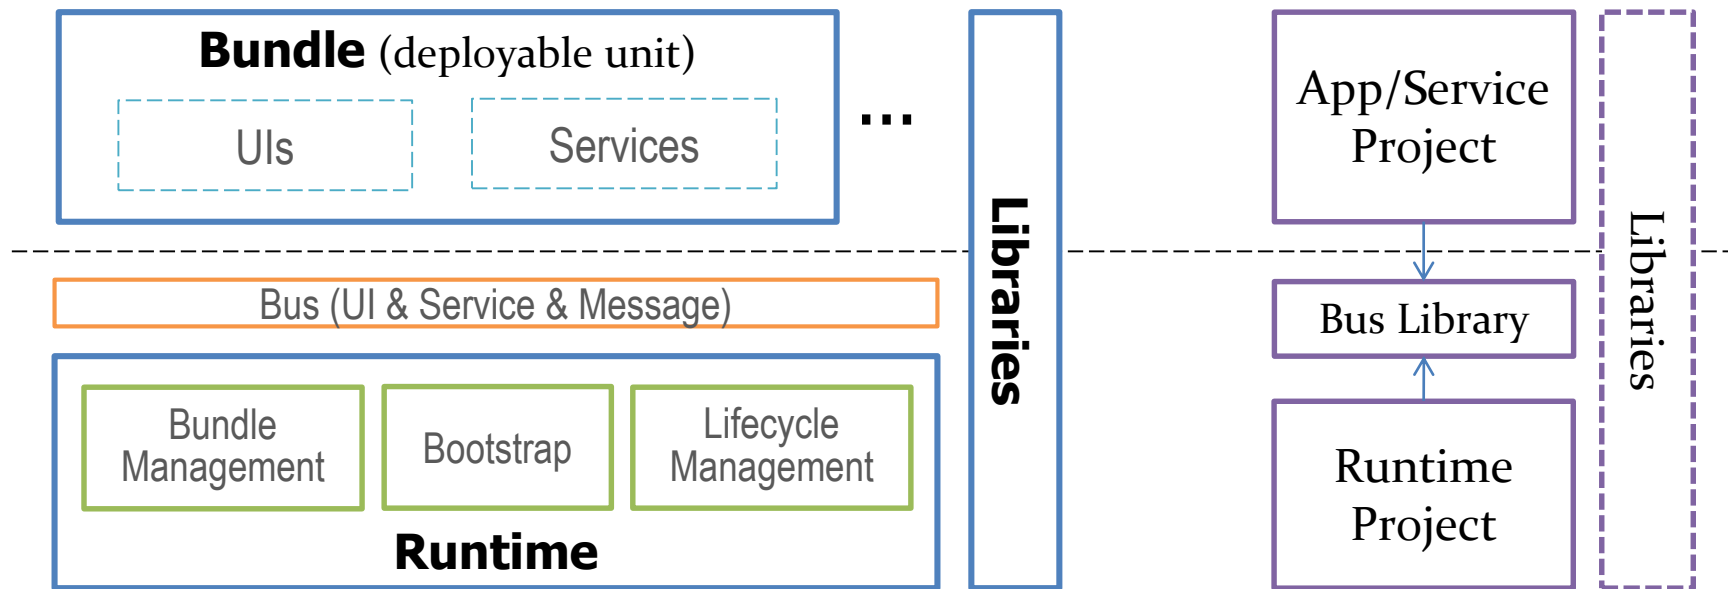 Bundle (deployable unit)
UIs
Services
...
Bus (UI & Service & Message)
Bundle
Management
Bootstrap
Lifecycle
Management
Runtime
Libraries
App/Service
Project
Bus Library
Runtime
Project
Libraries